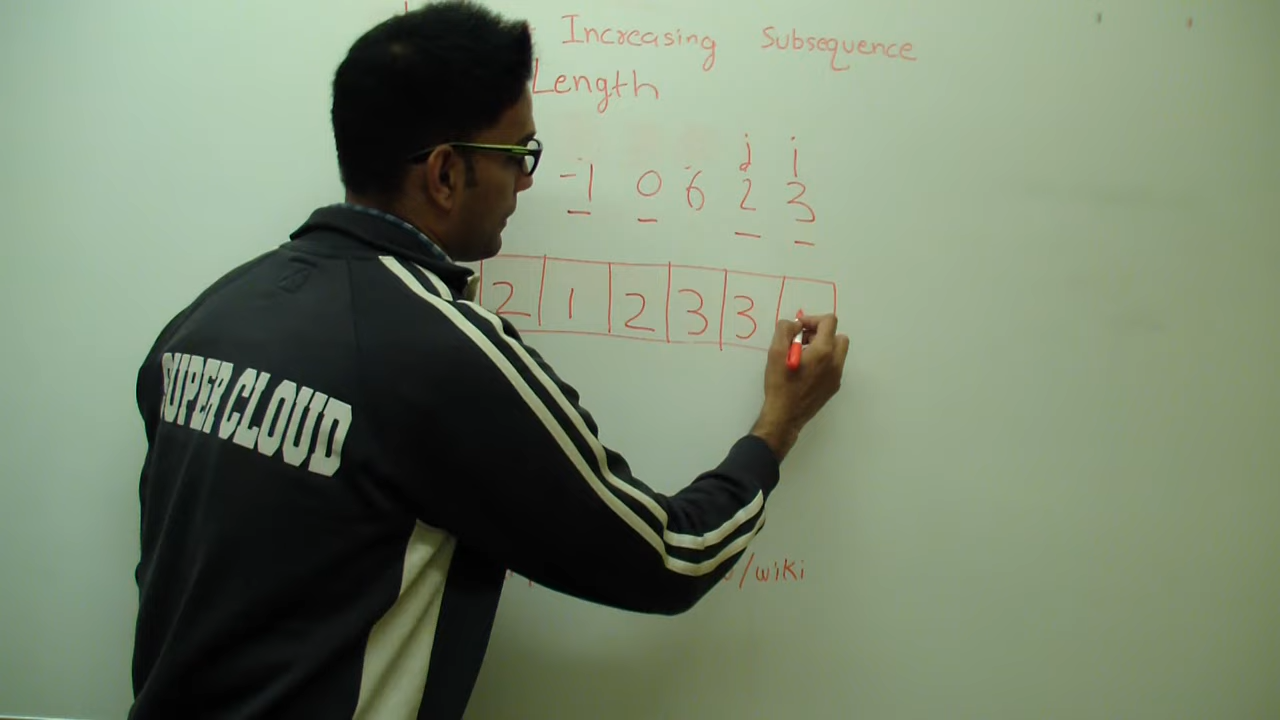 Increasing Subsequence
Length
j i
-1 0 6 2 3
2 1 2 3 3
SUPER CLOUD
/wiki